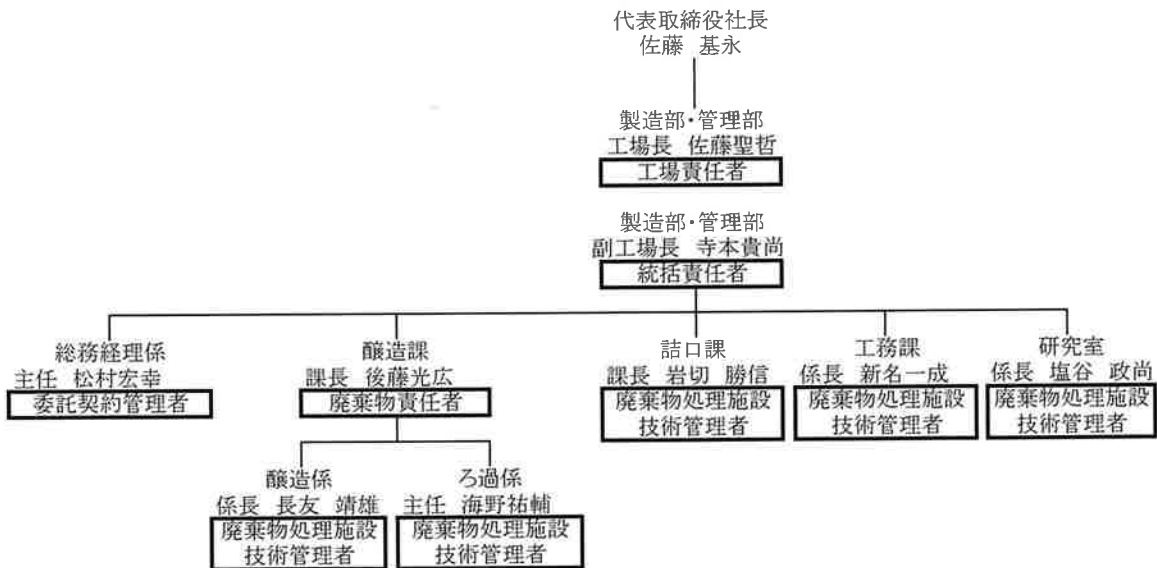 代表取締役社長
佐藤 基永
製造部・管理部
工場長 佐藤聖哲
工場責任者
製造部・管理部
副工場長 寺本貴尚
統括責任者
総務経理係
主任 松村宏幸
委託契約管理者
醸造課
課長 後藤光広
廃棄物責任者
詰口課
課長 岩切 勝信
廃棄物処理施設
技術管理者
工務課
係長 新名一成
廃棄物処理施設
技術管理者
研究室
係長 塩谷 政尚
廃棄物処理施設
技術管理者
醸造係
係長 長友 靖雄
廃棄物処理施設
技術管理者
ろ過係
主任 海野祐輔
廃棄物処理施設
技術管理者